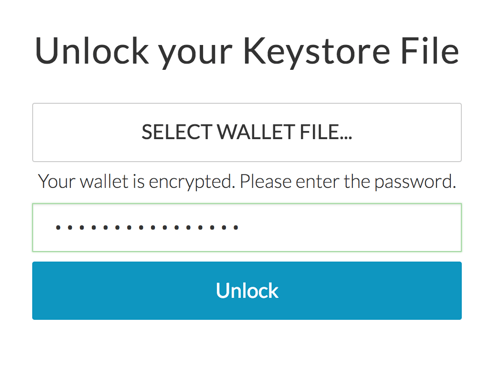 Unlock your Keystore File
SELECT WALLET FILE...
Your wallet is encrypted. Please enter the password.
••••••••••••••••
Unlock